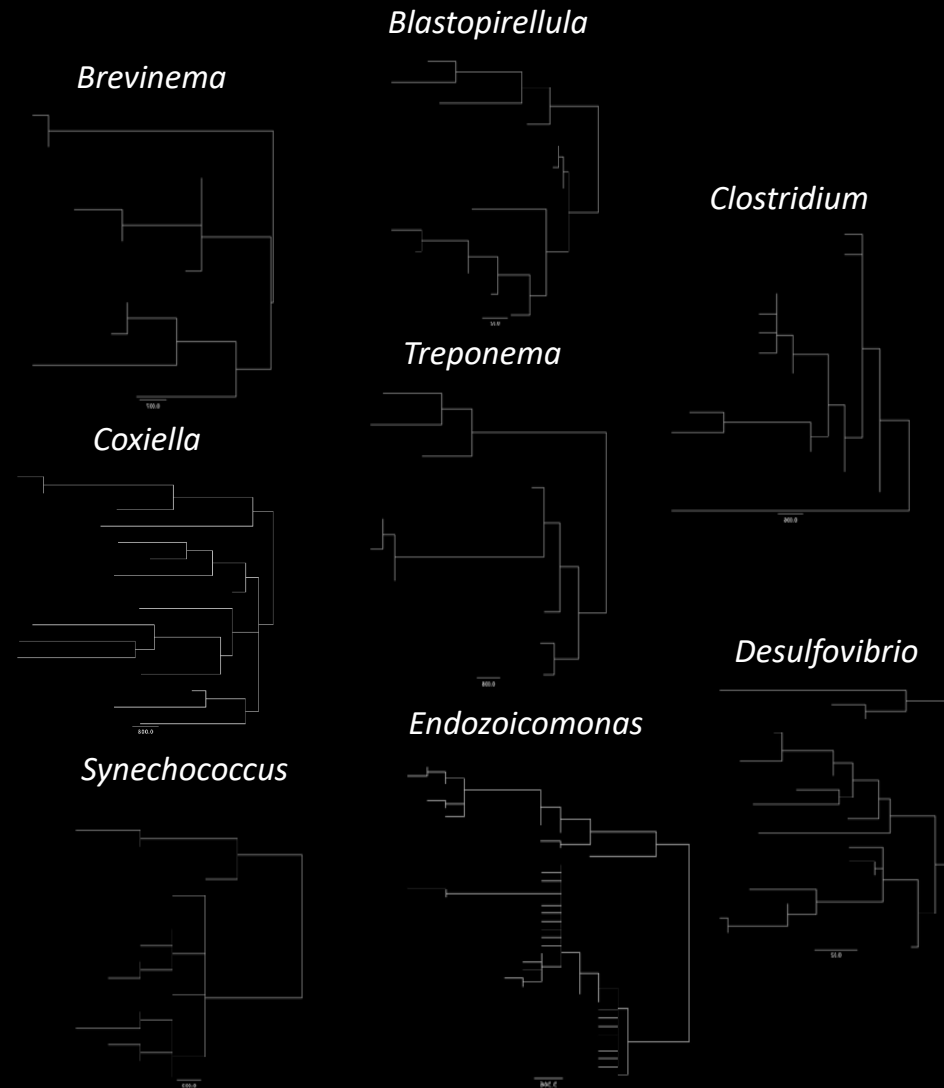 Blastopirellula
Brevinema
Clostridium
Treponema
Coxiella
Desulfovibrio
Endozoicomonas
Synechococcus